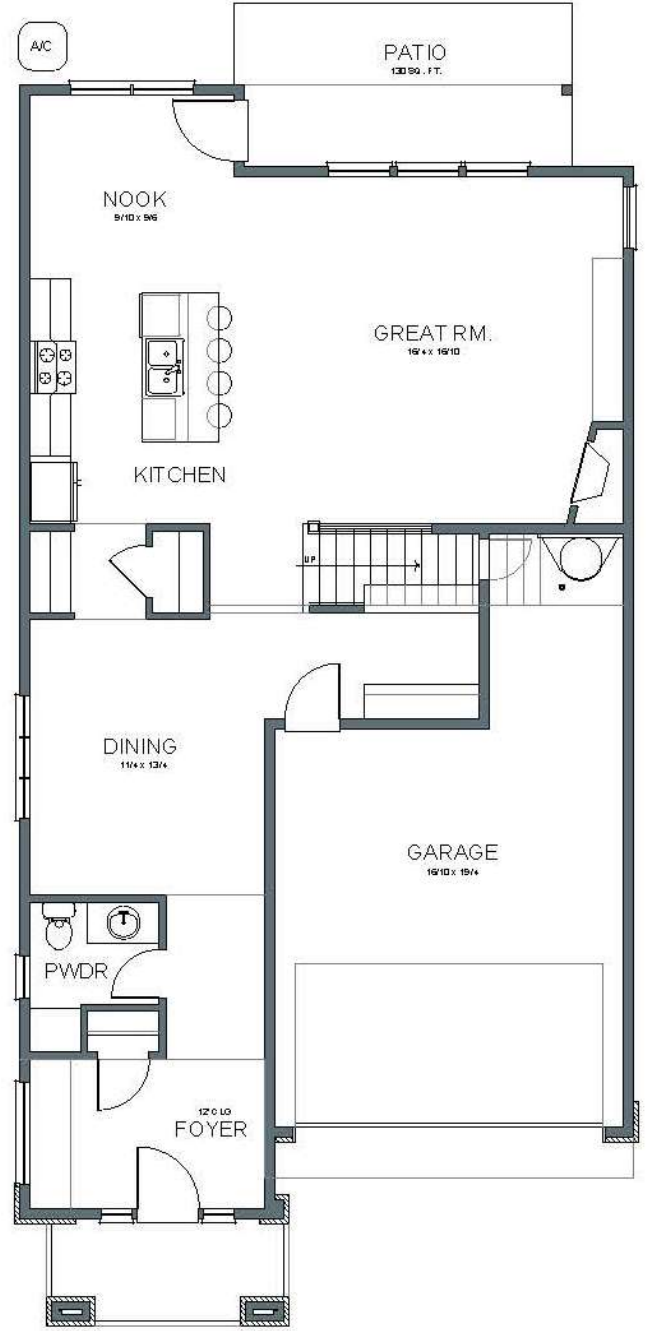 A/C
PATIO
130 SQ. FT.
NOOK
9/10 x 9/6
GREAT RM.
16/4 x 16/10
KITCHEN
UP
DINING
11/4 x 13/4
GARAGE
16/10 x 19/4
PWDR
12' CLG
FOYER